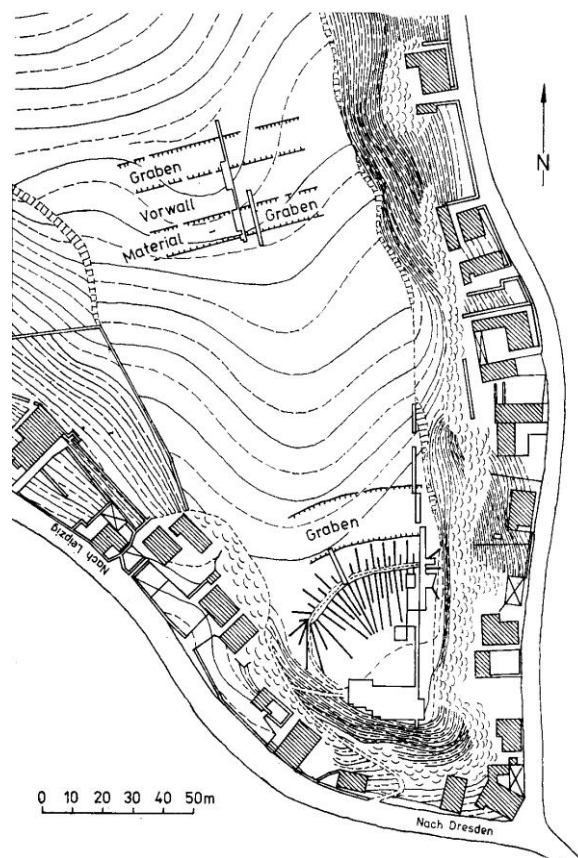 N
Graben
Vorwall
Graben
Material
Graben
Nach Leipzig
0 10 20 30 40 50m
Nach Dresden